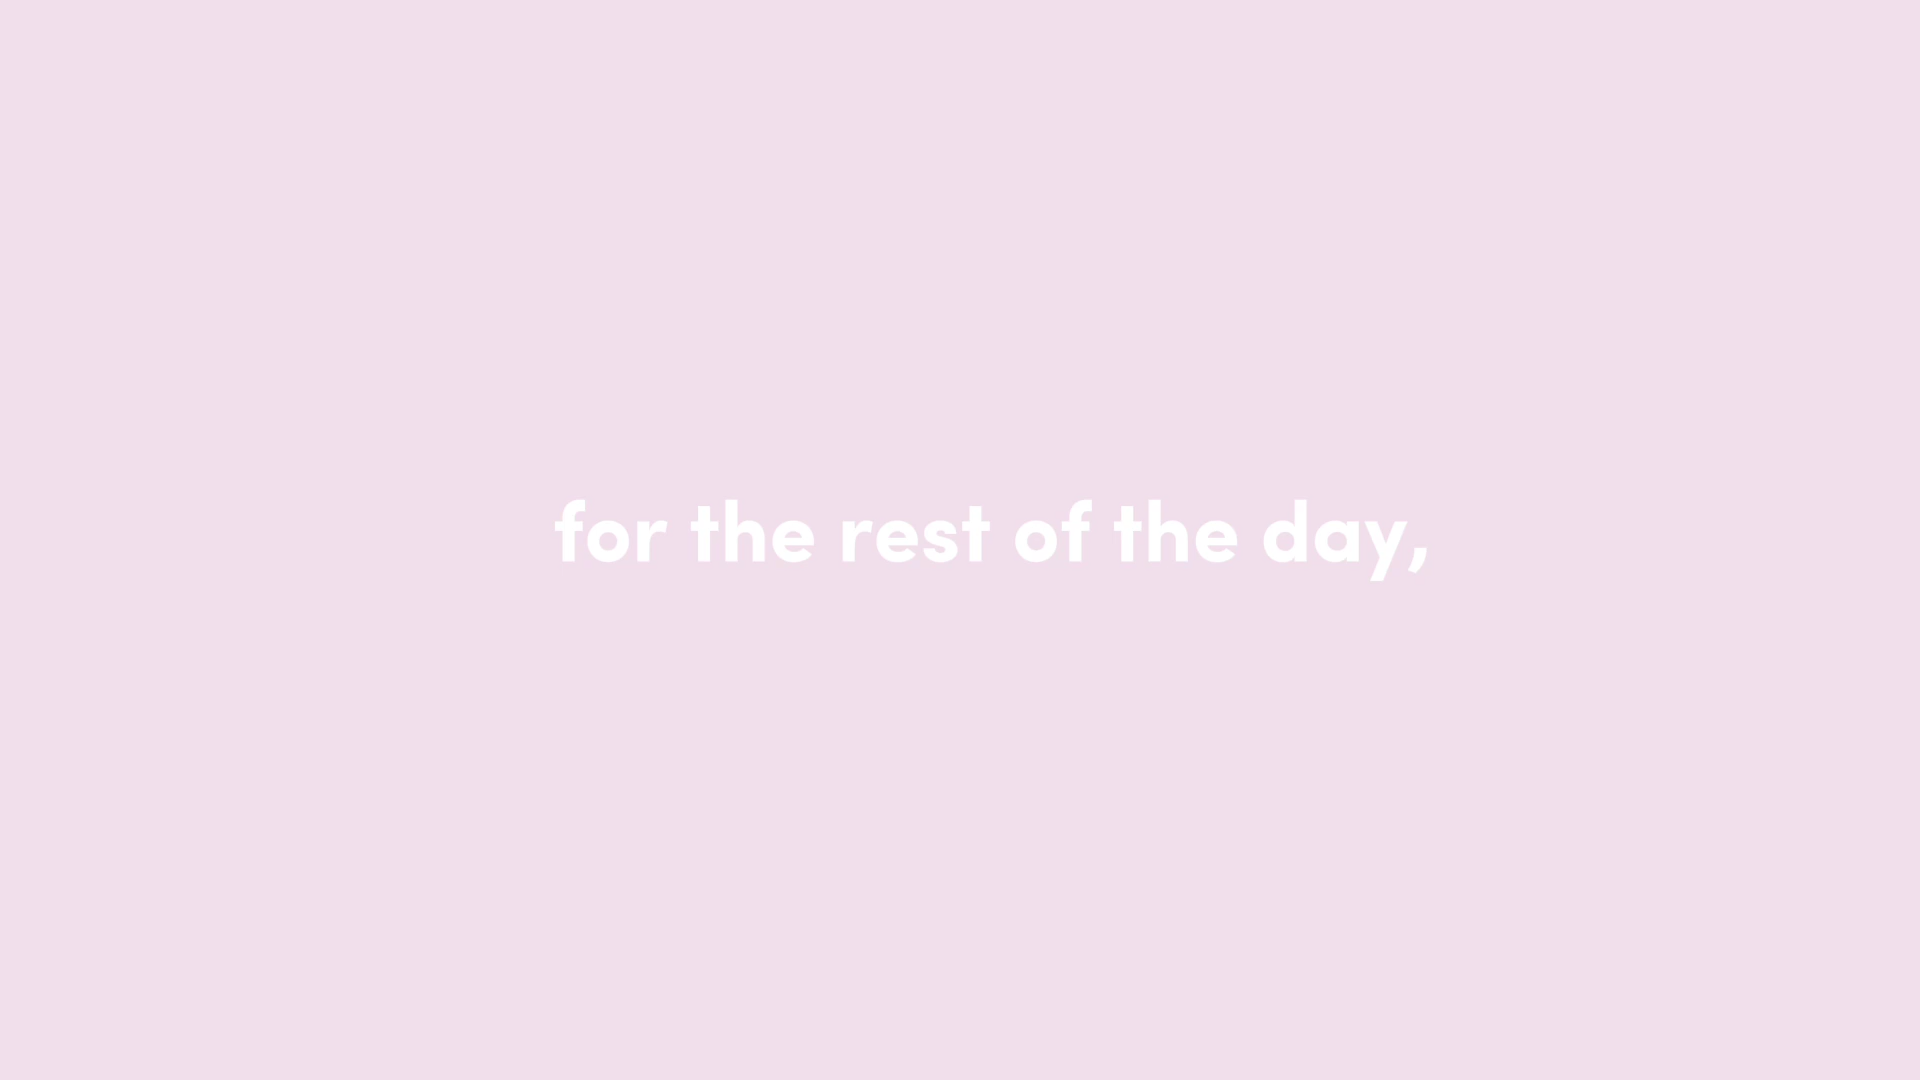 for the rest of the day,